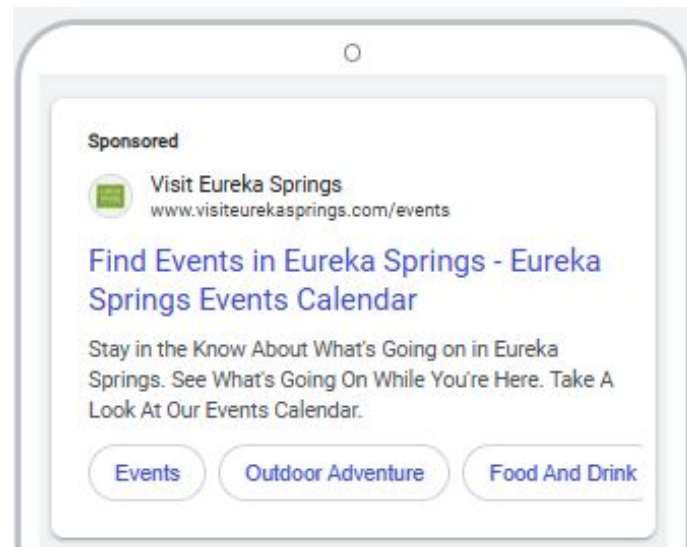 Sponsored
Visit Eureka Springs
www.visiteurekasprings.com/events
Find Events in Eureka Springs - Eureka
Springs Events Calendar
Stay in the Know About What's Going on in Eureka
Springs. See What's Going On While You're Here. Take A
Look At Our Events Calendar.
Events Outdoor Adventure Food And Drink